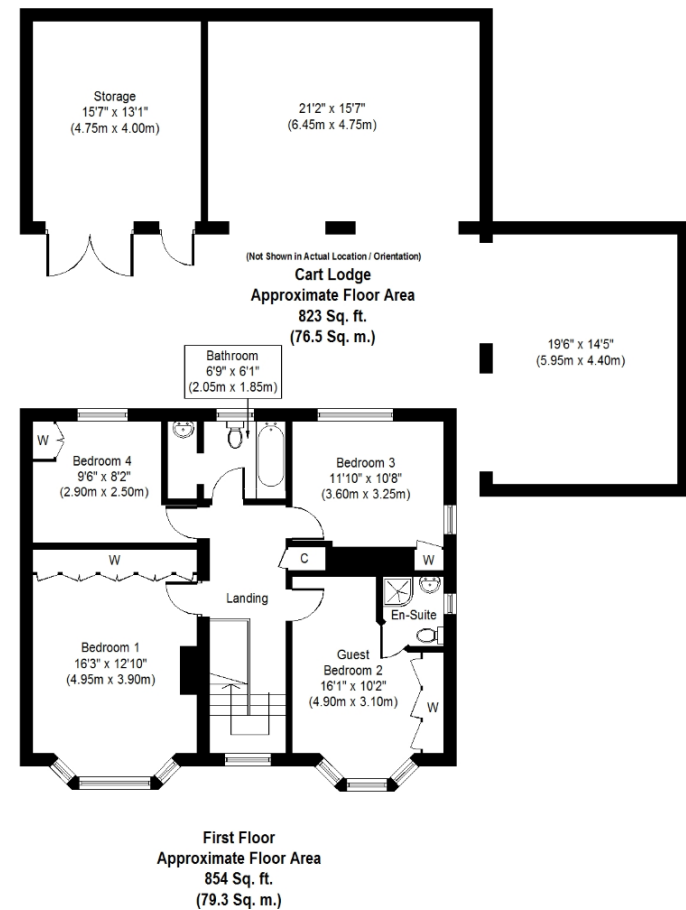 Storage
15'7" x 13'1"
(4.75m x 4.00m)
21'2" x 15'7"
(6.45m x 4.75m)
(Not Shown in Actual Location / Orientation)
Cart Lodge
Approximate Floor Area
823 Sq. ft.
(76.5 Sq. m.)
19'6" x 14'5"
(5.95m x 4.40m)
Bathroom
6'9" x 6'1"
(2.05m x 1.85m)
W
Bedroom 4
9'6" x 8'2"
(2.90m x 2.50m)
Bedroom 3
11'10" x 10'8"
(3.60m x 3.25m)
W
C
W
Landing
En-Suite
Bedroom 1
16'3" x 12'10"
(4.95m x 3.90m)
Guest
Bedroom 2
16'1" x 10'2"
(4.90m x 3.10m)
W
First Floor
Approximate Floor Area
854 Sq. ft.
(79.3 Sq. m.)